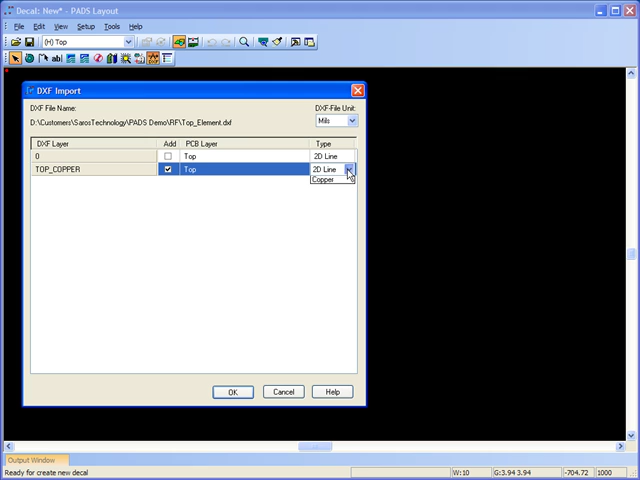 Decal: New* - PADS Layout
File Edit View Setup Tools Help
(H) Top
ab
DXF Import
DXF File Name:
DXF-File Unit:
D:\Customers\SarosTechnology\PADS Demo\RF\Top_Element.dxf
Mils
DXF Layer Add PCB Layer Type
0 Top 2D Line
TOP_COPPER Top 2D Line
Copper
OK Cancel Help
Output Window
Ready for create new decal W:10 G:3.94 3.94 -704.72 1000